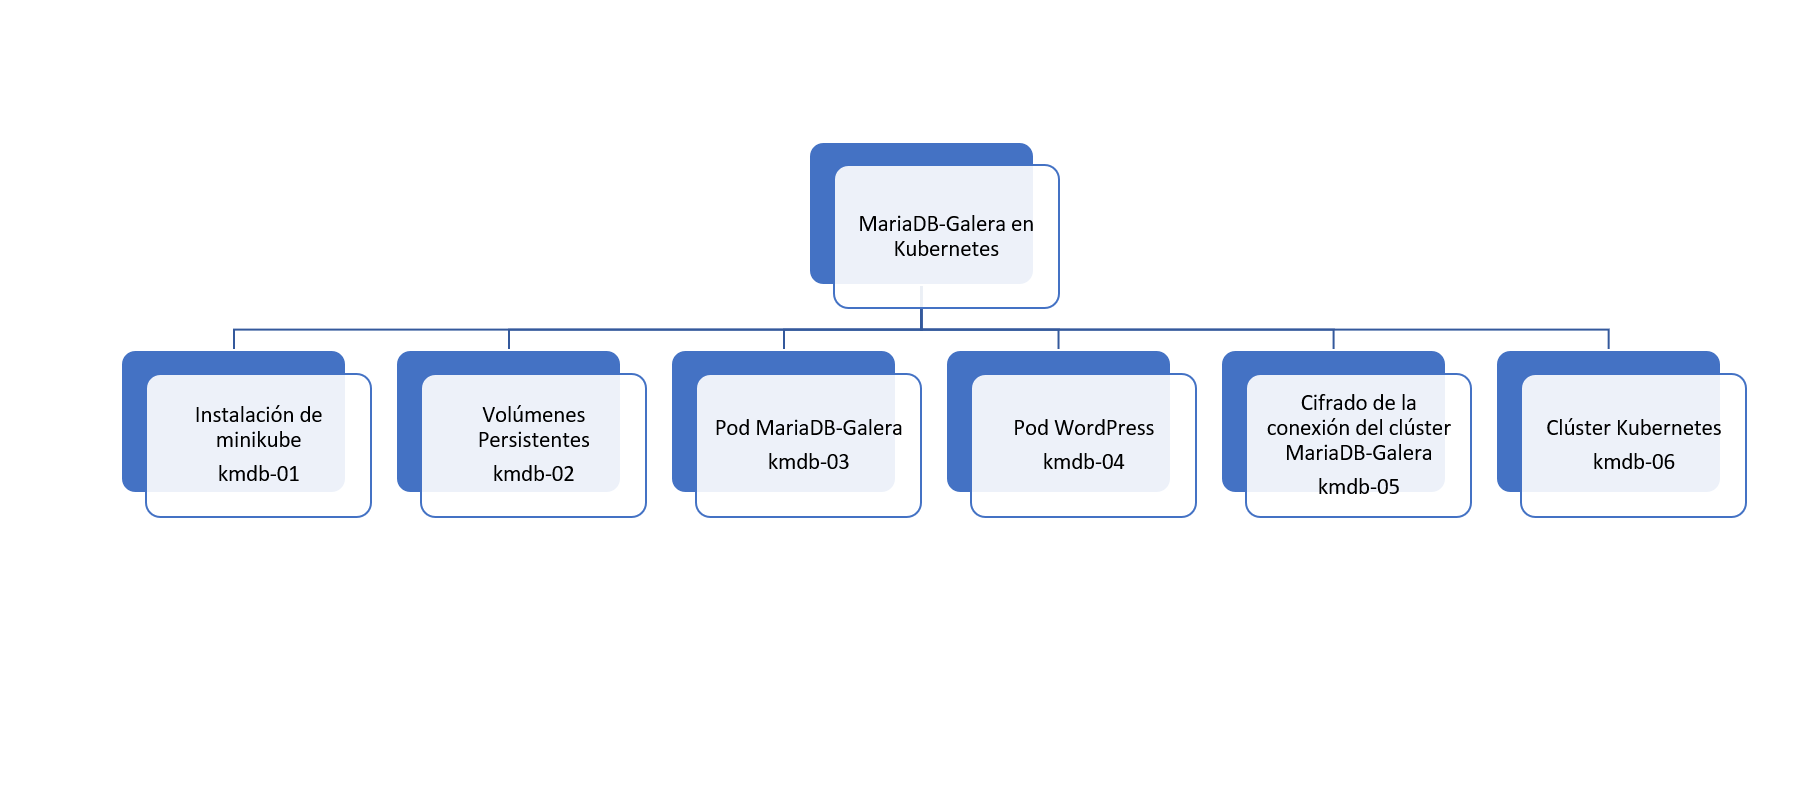 MariaDB-Galera en
Kubernetes
Instalación de
minikube
kmdb-01
Volúmenes
Persistentes
kmdb-02
Pod MariaDB-Galera
kmdb-03
Pod WordPress
kmdb-04
Cifrado de la
conexión del clúster
MariaDB-Galera
kmdb-05
Clúster Kubernetes
kmdb-06